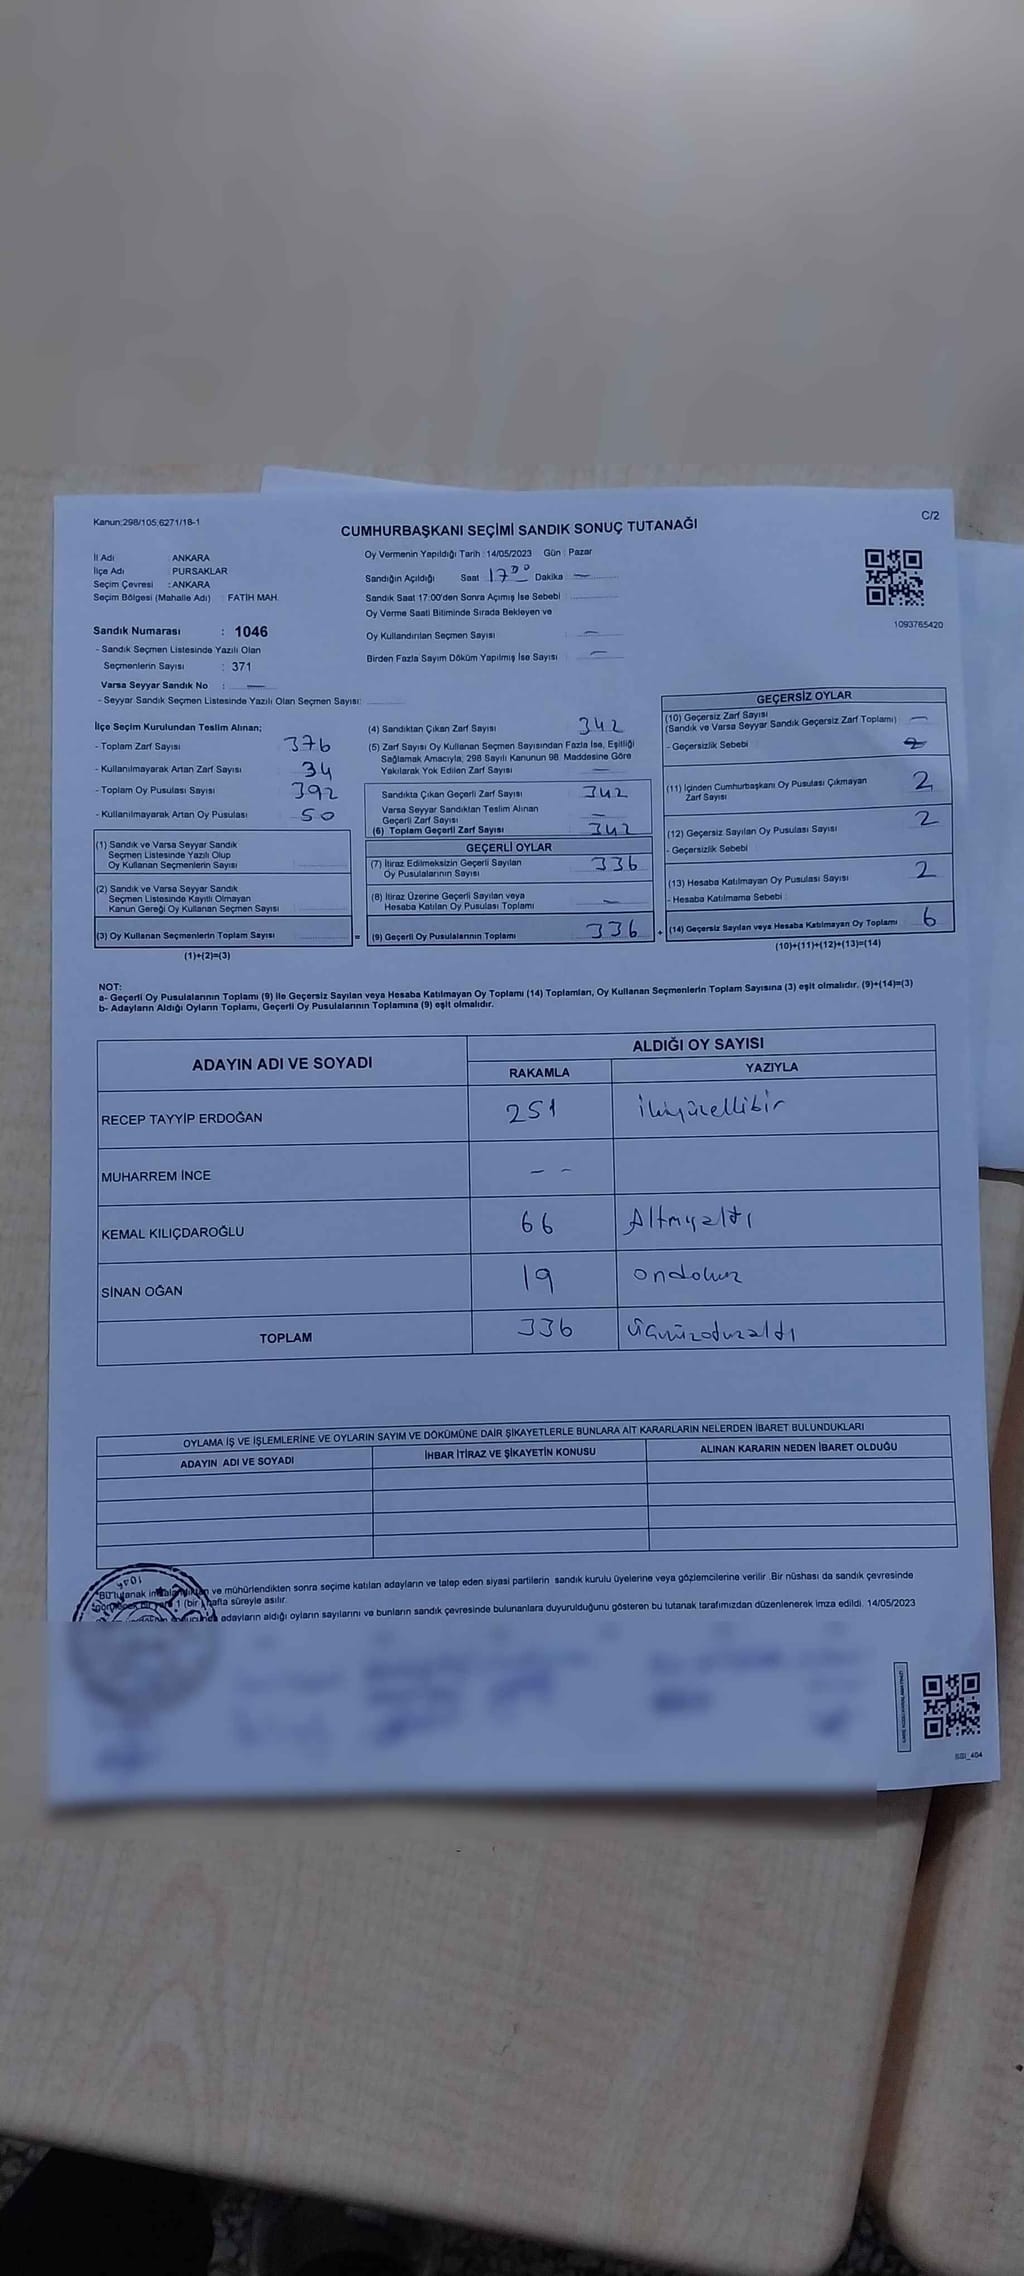 Kanun:298/105;6271/18-1
C/2
CUMHURBAŞKANI SEÇİMİ SANDIK SONUÇ TUTANAĞI
İl Adı : ANKARA
İlçe Adı : PURSAKLAR
Seçim Çevresi : ANKARA
Seçim Bölgesi (Mahalle Adı) : FATİH MAH.
Oy Vermenin Yapıldığı Tarih : 14/05/2023 Gün : Pazar
Sandığın Açıldığı Saat 17 00 Dakika —
Sandık Saat 17:00'den Sonra Açımış İse Sebebi :
Oy Verme Saati Bitiminde Sırada Bekleyen ve
Oy Kullandırılan Seçmen Sayısı : —
Birden Fazla Sayım Döküm Yapılmış İse Sayısı : —
1093765420
Sandık Numarası : 1046
- Sandık Seçmen Listesinde Yazılı Olan
Seçmenlerin Sayısı : 371
Varsa Seyyar Sandık No : —
- Seyyar Sandık Seçmen Listesinde Yazılı Olan Seçmen Sayısı:
İlçe Seçim Kurulundan Teslim Alınan;
- Toplam Zarf Sayısı 376
- Kullanılmayarak Artan Zarf Sayısı 34
- Toplam Oy Pusulası Sayısı 392
- Kullanılmayarak Artan Oy Pusulası 50
(1) Sandık ve Varsa Seyyar Sandık
Seçmen Listesinde Yazılı Olup
Oy Kullanan Seçmenlerin Sayısı
(2) Sandık ve Varsa Seyyar Sandık
Seçmen Listesinde Kayıtlı Olmayan
Kanun Gereği Oy Kullanan Seçmen Sayısı
(3) Oy Kullanan Seçmenlerin Toplam Sayısı =
(1)+(2)=(3)
(4) Sandıktan Çıkan Zarf Sayısı 342
(5) Zarf Sayısı Oy Kullanan Seçmen Sayısından Fazla İse, Eşitliği
Sağlamak Amacıyla, 298 Sayılı Kanunun 98. Maddesine Göre
Yakılarak Yok Edilen Zarf Sayısı —
Sandıkta Çıkan Geçerli Zarf Sayısı 342
Varsa Seyyar Sandıktan Teslim Alınan
Geçerli Zarf Sayısı —
(6) Toplam Geçerli Zarf Sayısı 342
GEÇERLİ OYLAR
(7) İtiraz Edilmeksizin Geçerli Sayılan
Oy Pusulalarının Sayısı 336
(8) İtiraz Üzerine Geçerli Sayılan veya
Hesaba Katılan Oy Pusulası Toplamı —
(9) Geçerli Oy Pusulalarının Toplamı 336 +
GEÇERSİZ OYLAR
(10) Geçersiz Zarf Sayısı
(Sandık ve Varsa Seyyar Sandık Geçersiz Zarf Toplamı) —
- Geçersizlik Sebebi
(11) İçinden Cumhurbaşkanı Oy Pusulası Çıkmayan
Zarf Sayısı 2
(12) Geçersiz Sayılan Oy Pusulası Sayısı 2
- Geçersizlik Sebebi
(13) Hesaba Katılmayan Oy Pusulası Sayısı 2
- Hesaba Katılmama Sebebi
(14) Geçersiz Sayılan veya Hesaba Katılmayan Oy Toplamı 6
(10)+(11)+(12)+(13)=(14)
NOT:
a- Geçerli Oy Pusulalarının Toplamı (9) İle Geçersiz Sayılan veya Hesaba Katılmayan Oy Toplamı (14) Toplamları, Oy Kullanan Seçmenlerin Toplam Sayısına (3) eşit olmalıdır. (9)+(14)=(3)
b- Adayların Aldığı Oyların Toplamı, Geçerli Oy Pusulalarının Toplamına (9) eşit olmalıdır.
ADAYIN ADI VE SOYADI
ALDIĞI OY SAYISI
RAKAMLA YAZIYLA
RECEP TAYYİP ERDOĞAN 251 ikiyüzellibir
MUHARREM İNCE — —
KEMAL KILIÇDAROĞLU 66 Altmışaltı
SİNAN OĞAN 19 ondokuz
TOPLAM 336 üçyüzotuzaltı
OYLAMA İŞ VE İŞLEMLERİNE VE OYLARIN SAYIM VE DÖKÜMÜNE DAİR ŞİKAYETLERLE BUNLARA AİT KARARLARIN NELERDEN İBARET BULUNDUKLARI
ADAYIN ADI VE SOYADI İHBAR İTİRAZ VE ŞİKAYETİN KONUSU ALINAN KARARIN NEDEN İBARET OLDUĞU
Bu tutanak ve mühürlendikten sonra seçime katılan adayların ve talep eden siyasi partilerin sandık kurulu üyelerine veya gözlemcilerine verilir. Bir nüshası da sandık çevresinde
1 (bir) hafta süreyle asılır.
adayların aldığı oyların sayılarını ve bunların sandık çevresinde bulunanlara duyurulduğunu gösteren bu tutanak tarafımızdan düzenlenerek imza edildi. 14/05/2023
1046
SSI_404